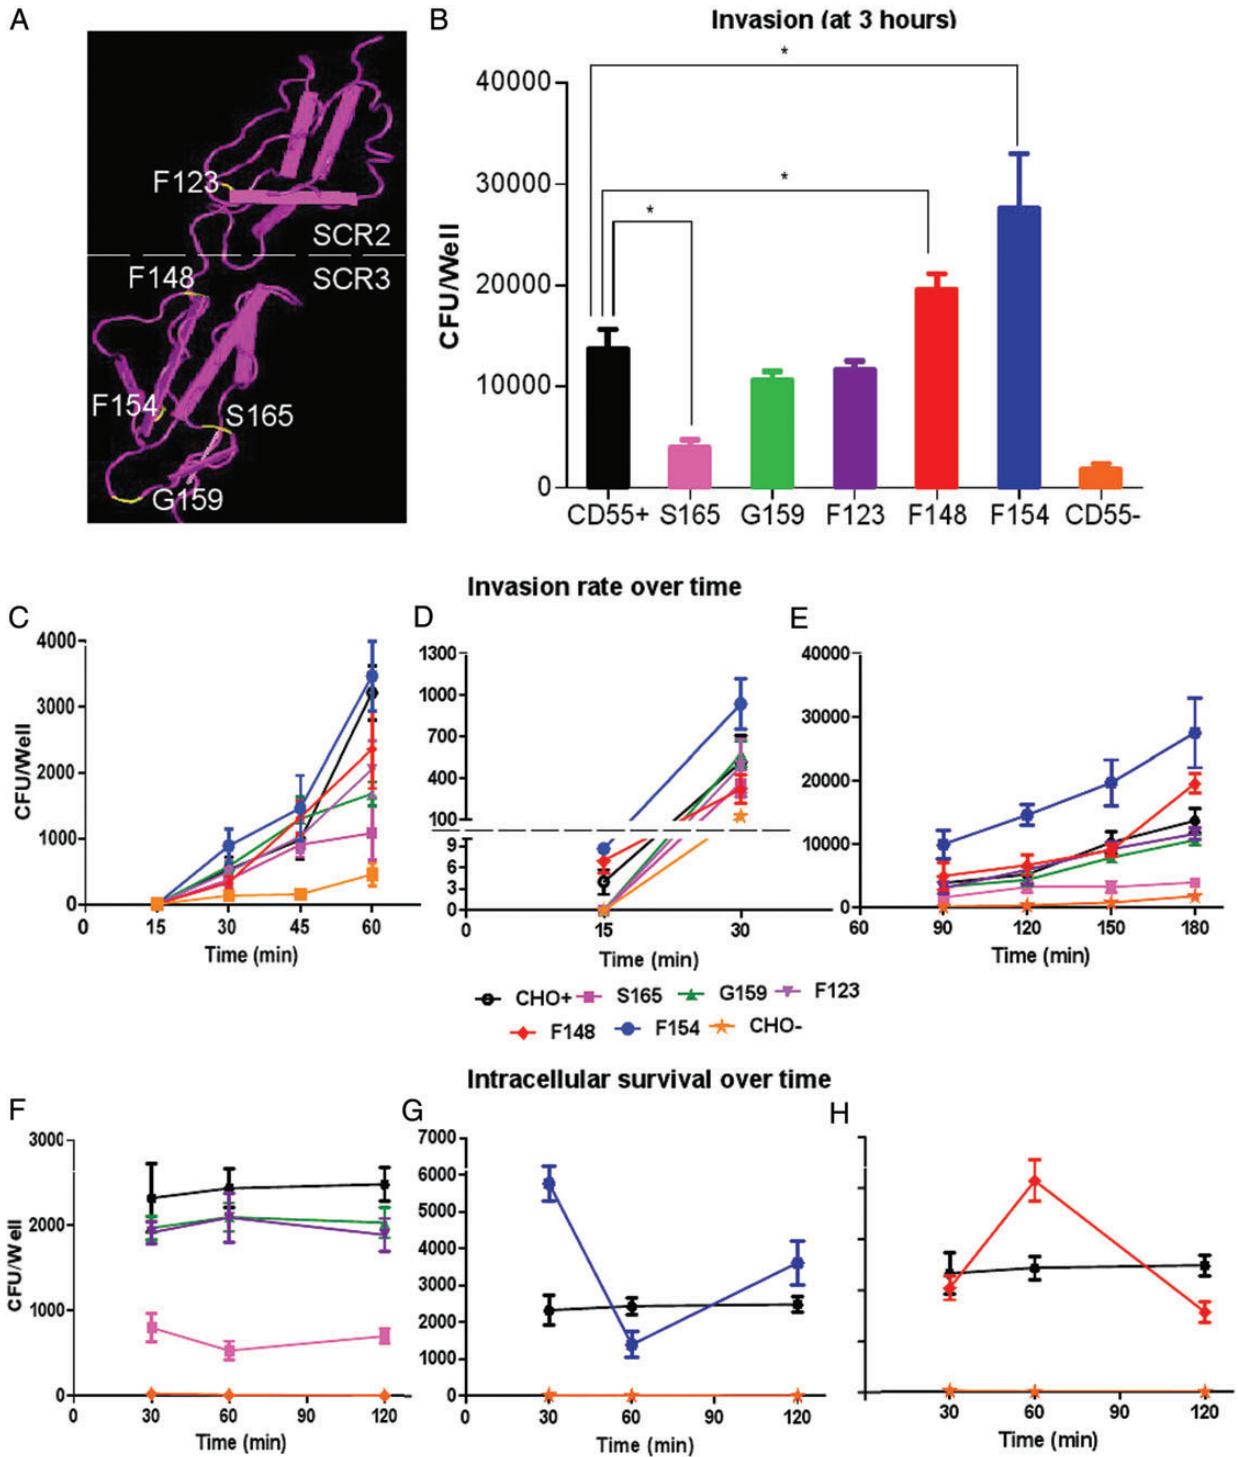 A
F123
SCR2
F148
SCR3
F154
S165
G159
B
Invasion (at 3 hours)
*
*
*
CFU/Well
40000
30000
20000
10000
0
CD55+ S165 G159 F123 F148 F154 CD55-
Invasion rate over time
C
CFU/Well
4000
3000
2000
1000
0
0 15 30 45 60
Time (min)
D
1300
1000
700
400
100
9
6
3
0
0 15 30
Time (min)
E
40000
30000
20000
10000
0
60 90 120 150 180
Time (min)
CHO+ S165 G159 F123
F148 F154 CHO-
Intracellular survival over time
F
CFU/Well
3000
2000
1000
0
0 30 60 90 120
Time (min)
G
7000
6000
5000
4000
3000
2000
1000
0
0 30 60 90 120
Time (min)
H
30 60 90 120
Time (min)